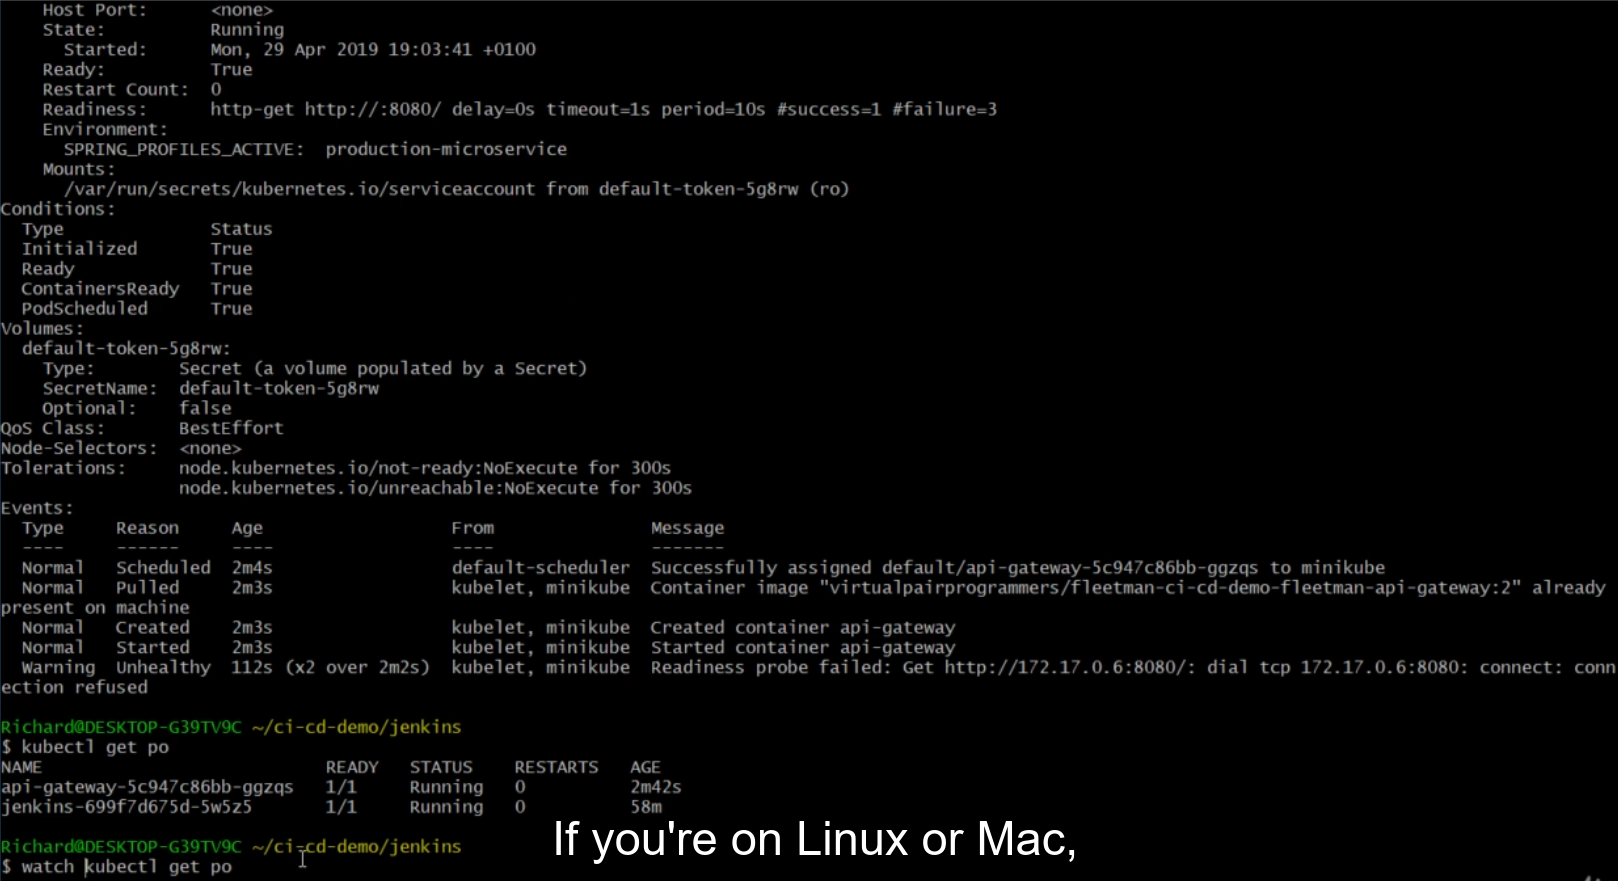 Host Port: <none>
State: Running
Started: Mon, 29 Apr 2019 19:03:41 +0100
Ready: True
Restart Count: 0
Readiness: http-get http://:8080/ delay=0s timeout=1s period=10s #success=1 #failure=3
Environment:
SPRING_PROFILES_ACTIVE: production-microservice
Mounts:
/var/run/secrets/kubernetes.io/serviceaccount from default-token-5g8rw (ro)
Conditions:
Type Status
Initialized True
Ready True
ContainersReady True
PodScheduled True
Volumes:
default-token-5g8rw:
Type: Secret (a volume populated by a Secret)
SecretName: default-token-5g8rw
Optional: false
QoS Class: BestEffort
Node-Selectors: <none>
Tolerations: node.kubernetes.io/not-ready:NoExecute for 300s
node.kubernetes.io/unreachable:NoExecute for 300s
Events:
Type Reason Age From Message
---- ------ ---- ---- -------
Normal Scheduled 2m4s default-scheduler Successfully assigned default/api-gateway-5c947c86bb-ggzqs to minikube
Normal Pulled 2m3s kubelet, minikube Container image "virtualpairprogrammers/fleetman-ci-cd-demo-fleetman-api-gateway:2" already
present on machine
Normal Created 2m3s kubelet, minikube Created container api-gateway
Normal Started 2m3s kubelet, minikube Started container api-gateway
Warning Unhealthy 112s (x2 over 2m2s) kubelet, minikube Readiness probe failed: Get http://172.17.0.6:8080/: dial tcp 172.17.0.6:8080: connect: conn
ection refused
Richard@DESKTOP-G39TV9C ~/ci-cd-demo/jenkins
$ kubectl get po
NAME READY STATUS RESTARTS AGE
api-gateway-5c947c86bb-ggzqs 1/1 Running 0 2m42s
jenkins-699f7d675d-5w5z5 1/1 Running 0 58m
Richard@DESKTOP-G39TV9C ~/ci-cd-demo/jenkins
$ watch kubectl get po
If you're on Linux or Mac,